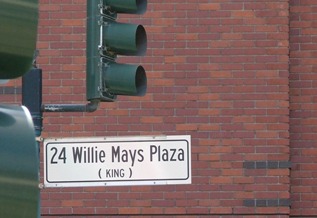 24 Willie Mays Plaza
( KING )